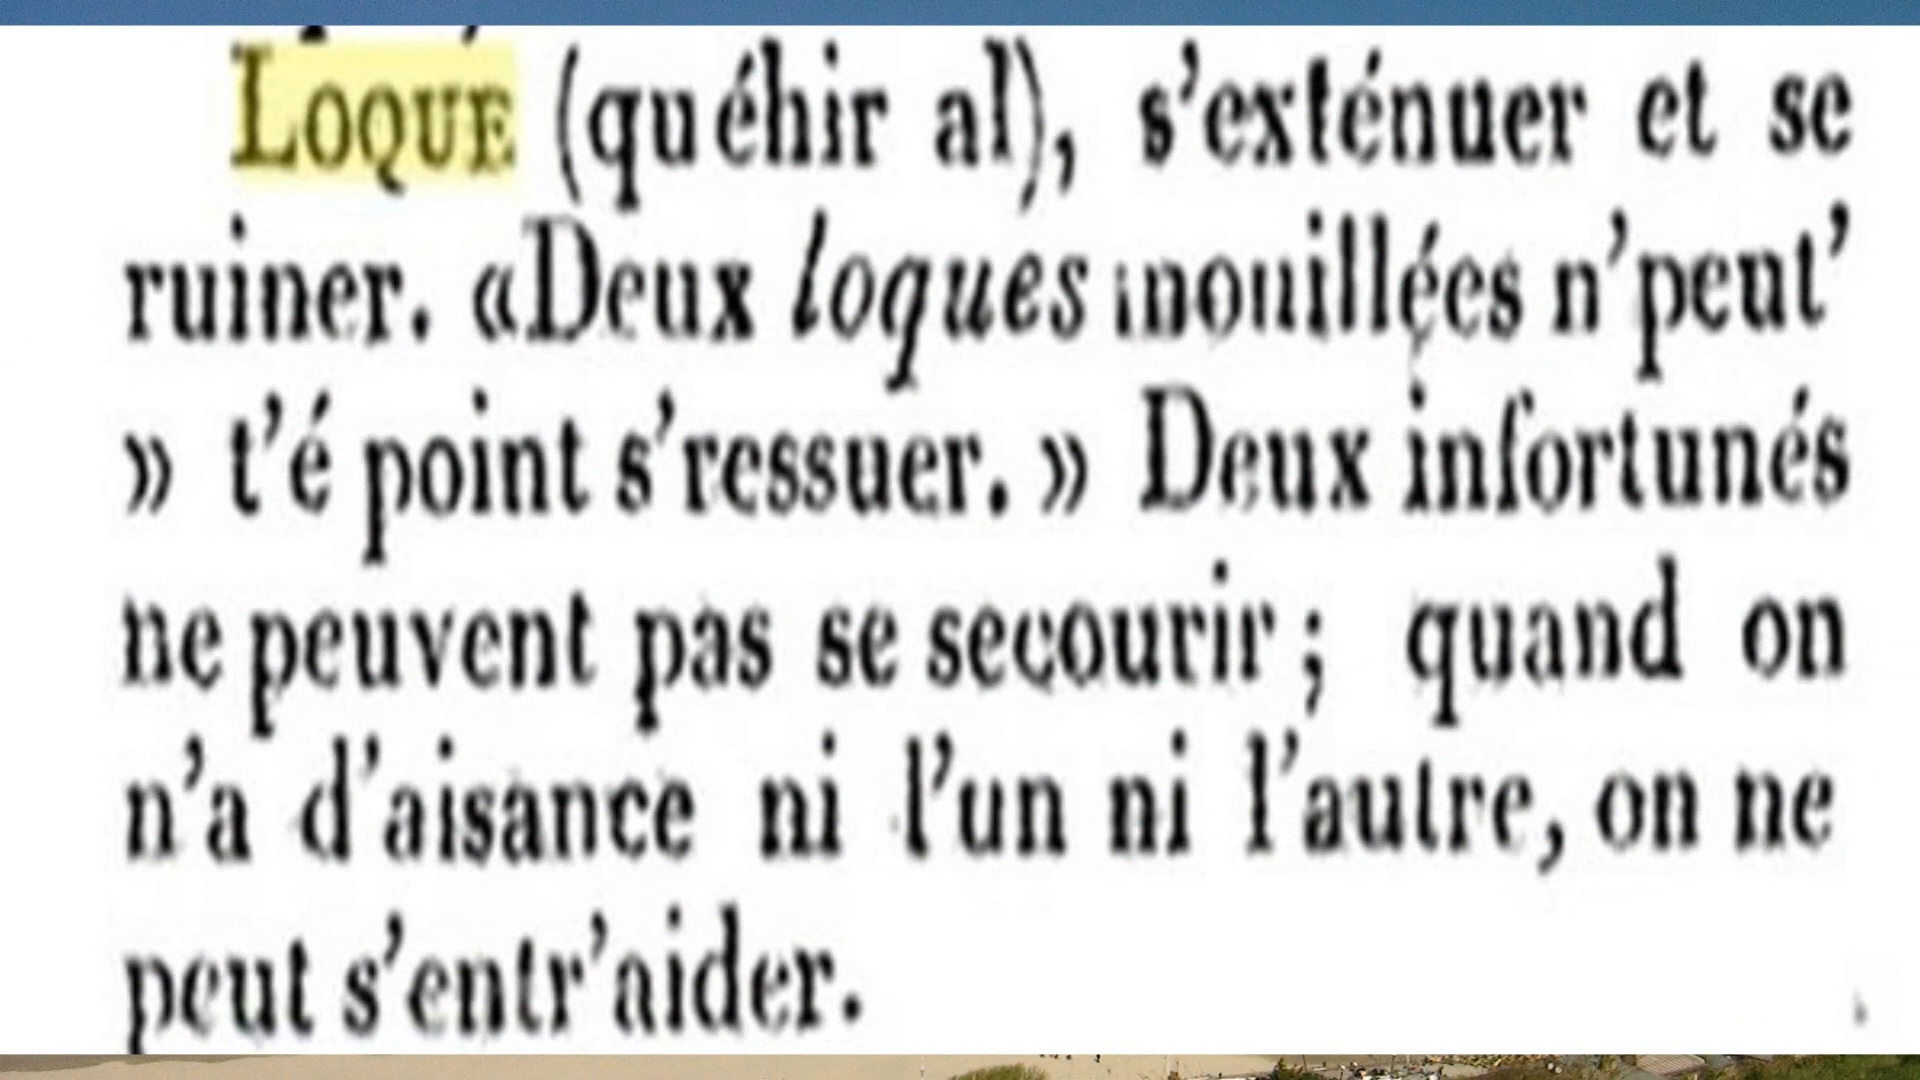 LOQUE (quéhir al), s'exténuer et se
ruiner. «Deux loques mouillées n'peut'
» t'é point s'ressuer. » Deux infortunés
ne peuvent pas se secourir ; quand on
n'a d'aisance ni l'un ni l'autre, on ne
peut s'entr'aider.